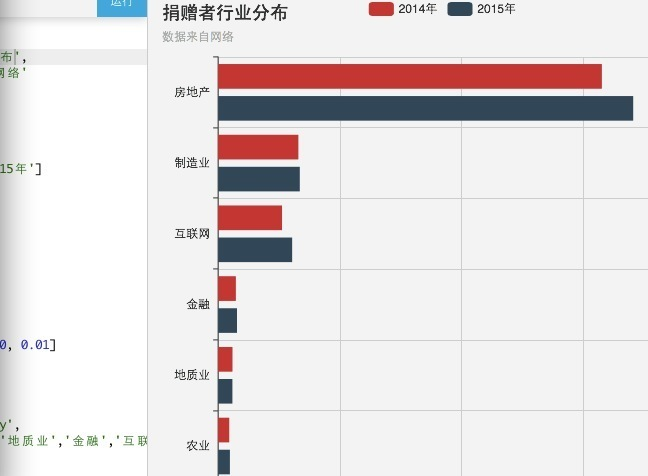 运行
捐赠者行业分布
2014年
2015年
数据来自网络
布',
网络'
15年']
0, 0.01]
y',
'地质业','金融','互联
房地产
制造业
互联网
金融
地质业
农业